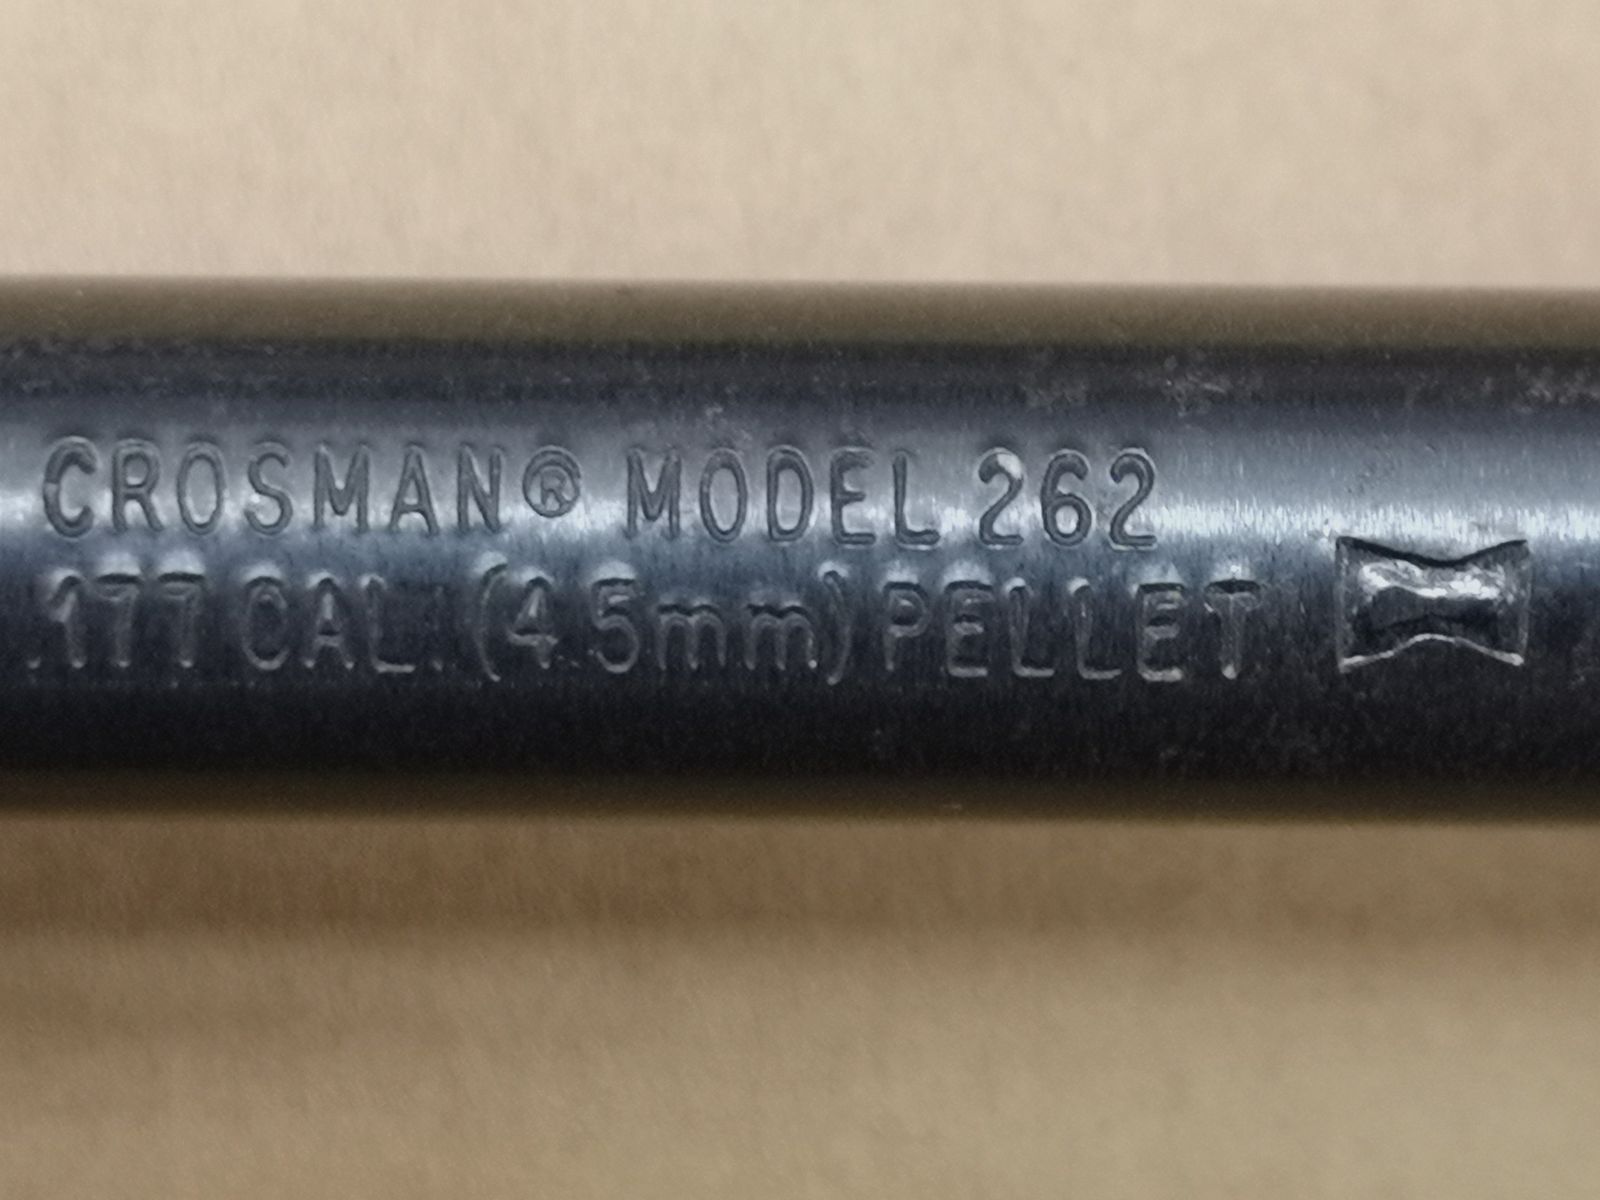 CROSMAN® MODEL 262
.177 CAL. (4.5mm) PELLET